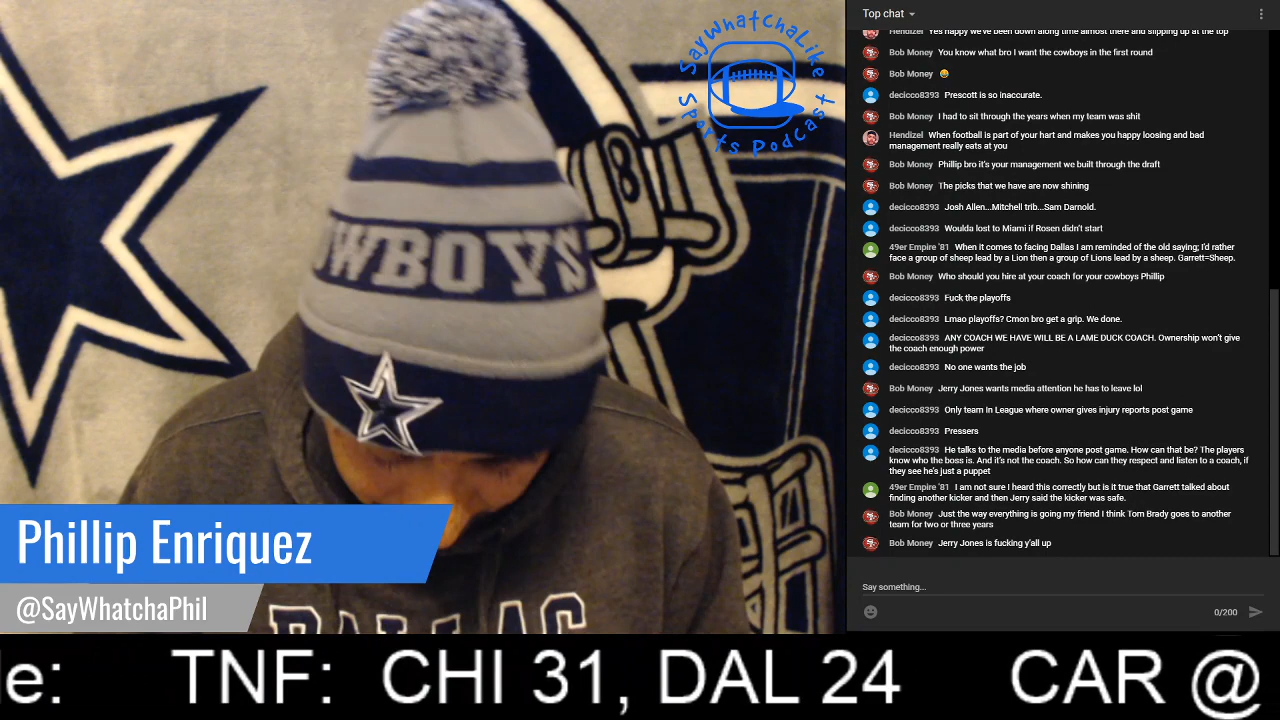 SayWhatChaLike
Sports Podcast
WBOYS
DALLAS
Phillip Enriquez
@SayWhatchaPhil
Top chat
Hendizel Yes happy we've been down along time almost there and slipping up at the top
Bob Money You know what bro I want the cowboys in the first round
Bob Money 😂
decicco8393 Prescott is so inaccurate.
Bob Money I had to sit through the years when my team was shit
Hendizel When football is part of your hart and makes you happy loosing and bad
management really eats at you
Bob Money Phillip bro it's your management we built through the draft
Bob Money The picks that we have are now shining
decicco8393 Josh Allen...Mitchell trib...Sam Darnold.
decicco8393 Woulda lost to Miami if Rosen didn't start
49er Empire '81 When it comes to facing Dallas I am reminded of the old saying; I'd rather
face a group of sheep lead by a Lion then a group of Lions lead by a sheep. Garrett=Sheep.
Bob Money Who should you hire at your coach for your cowboys Phillip
decicco8393 Fuck the playoffs
decicco8393 Lmao playoffs? Cmon bro get a grip. We done.
decicco8393 ANY COACH WE HAVE WILL BE A LAME DUCK COACH. Ownership won't give
the coach enough power
decicco8393 No one wants the job
Bob Money Jerry Jones wants media attention he has to leave lol
decicco8393 Only team In League where owner gives injury reports post game
decicco8393 Pressers
decicco8393 He talks to the media before anyone post game. How can that be? The players
know who the boss is. And it's not the coach. So how can they respect and listen to a coach, if
they see he's just a puppet
49er Empire '81 I am not sure I heard this correctly but is it true that Garrett talked about
finding another kicker and then Jerry said the kicker was safe.
Bob Money Just the way everything is going my friend I think Tom Brady goes to another
team for two or three years
Bob Money Jerry Jones is fucking y'all up
Say something...
0/200
le: TNF: CHI 31, DAL 24 CAR @